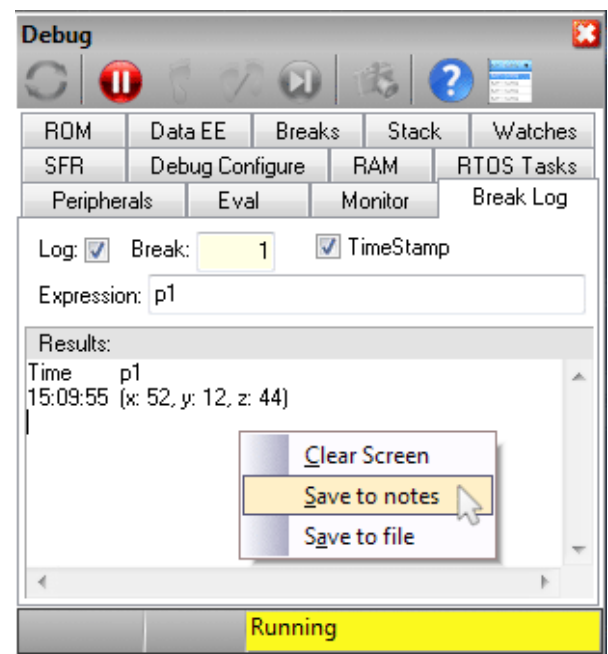 Debug
ROM Data EE Breaks Stack Watches
SFR Debug Configure RAM RTOS Tasks
Peripherals Eval Monitor Break Log
Log: Break: 1 TimeStamp
Expression: p1
Results:
Time p1
15:09:55 (x: 52, y: 12, z: 44)
Clear Screen
Save to notes
Save to file
Running